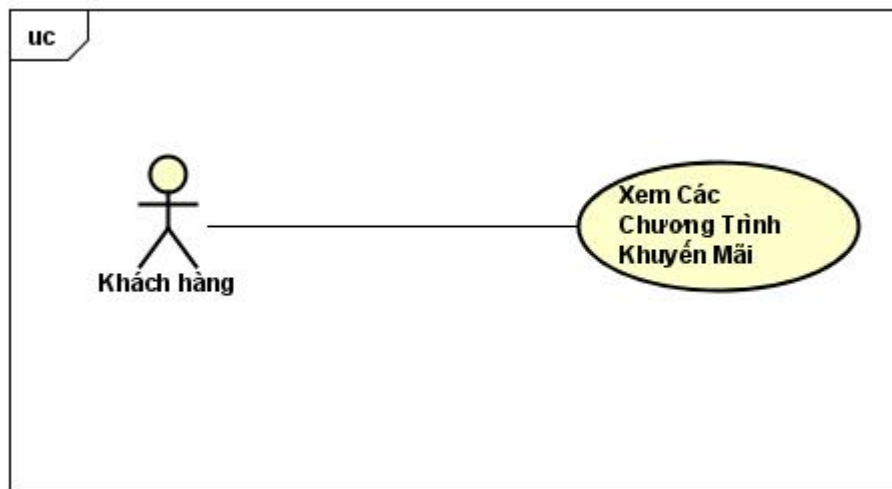 uc
Xem Các
Chương Trình
Khuyến Mãi
Khách hàng